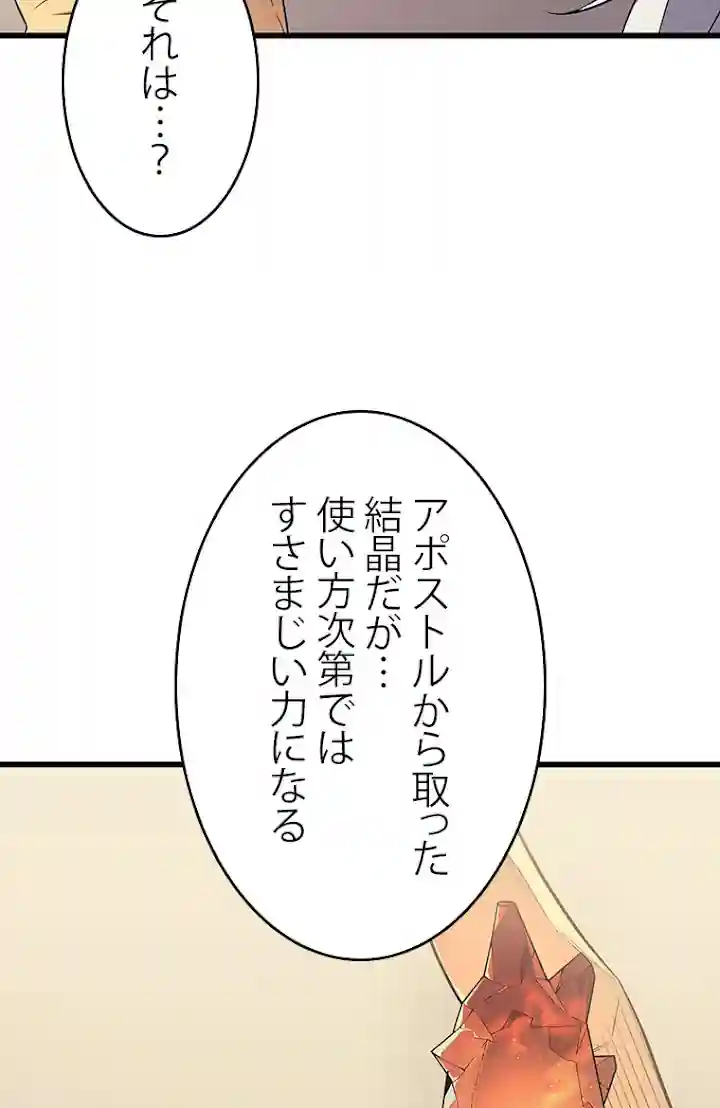 それは…？
アポストルから取った
結晶だが…
使い方次第では
すさまじい力になる